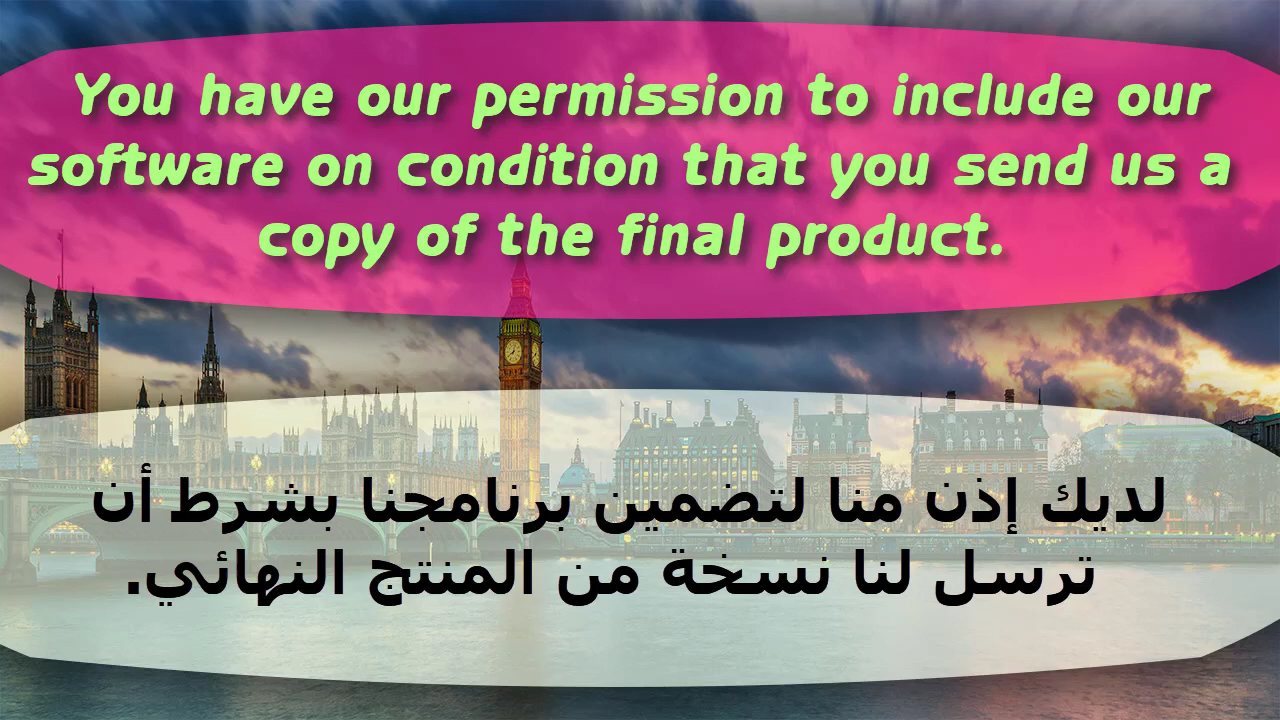 You have our permission to include our
software on condition that you send us a
copy of the final product.
لديك إذن منا لتضمين برنامجنا بشرط أن
ترسل لنا نسخة من المنتج النهائي.